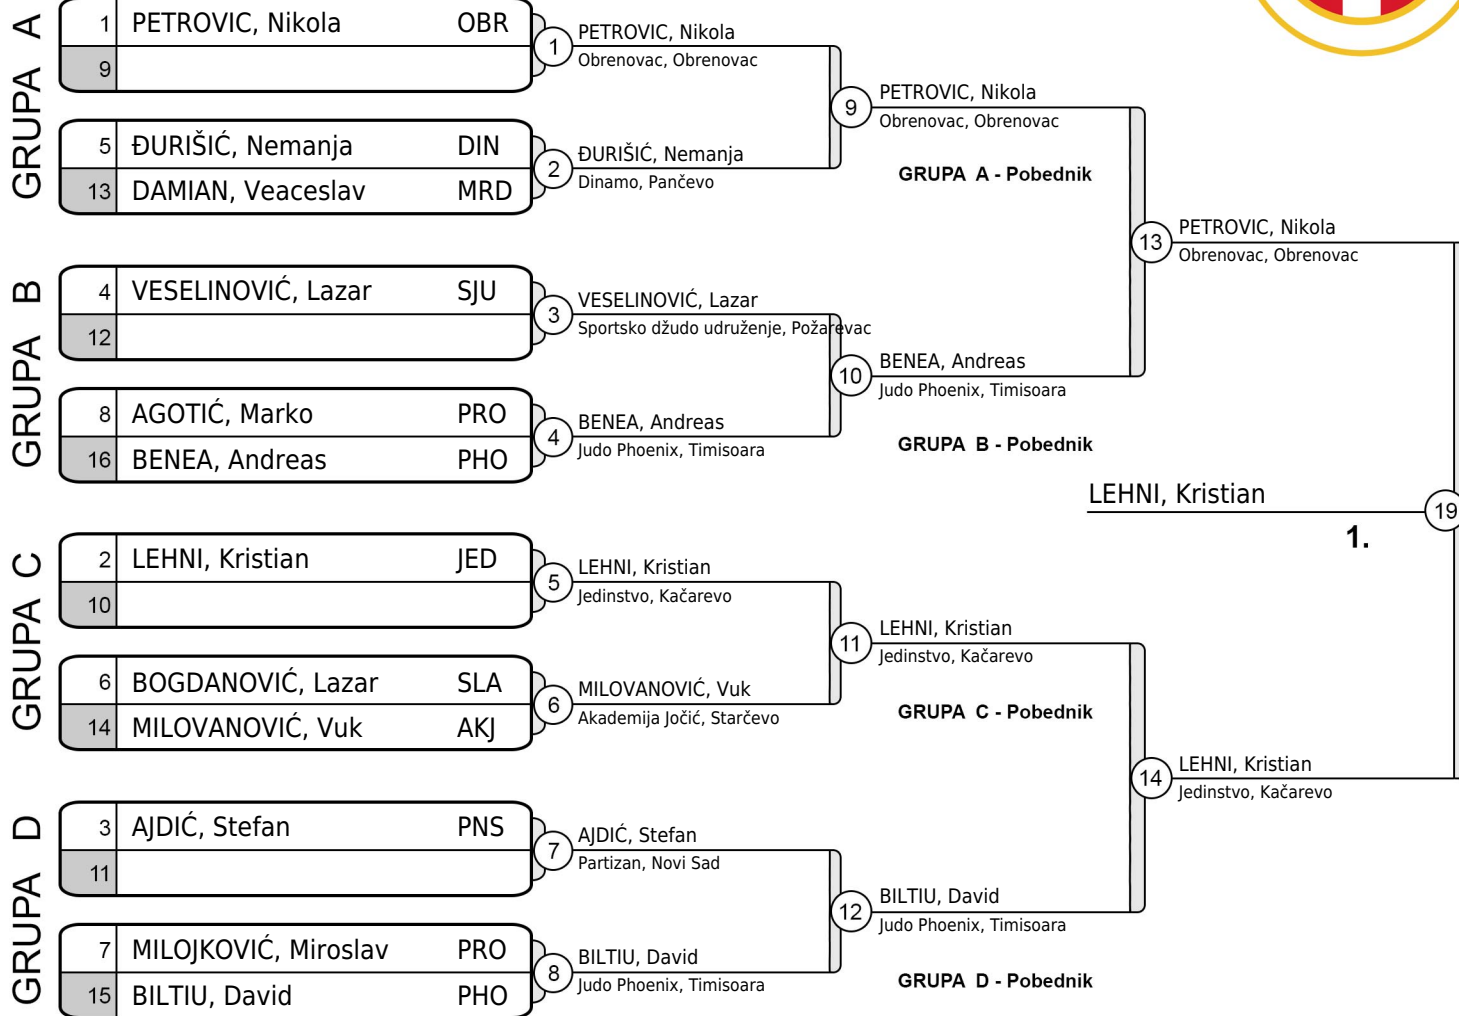 GRUPA A
1 PETROVIC, Nikola OBR
9
5 ĐURIŠIĆ, Nemanja DIN
13 DAMIAN, Veaceslav MRD
GRUPA B
4 VESELINOVIĆ, Lazar SJU
12
8 AGOTIĆ, Marko PRO
16 BENEA, Andreas PHO
GRUPA C
2 LEHNI, Kristian JED
10
6 BOGDANOVIĆ, Lazar SLA
14 MILOVANOVIĆ, Vuk AKJ
GRUPA D
3 AJDIĆ, Stefan PNS
11
7 MILOJKOVIĆ, Miroslav PRO
15 BILTIU, David PHO
1 PETROVIC, Nikola
Obrenovac, Obrenovac
2 ĐURIŠIĆ, Nemanja
Dinamo, Pančevo
3 VESELINOVIĆ, Lazar
Sportsko džudo udruženje, Požarevac
4 BENEA, Andreas
Judo Phoenix, Timisoara
5 LEHNI, Kristian
Jedinstvo, Kačarevo
6 MILOVANOVIĆ, Vuk
Akademija Jočić, Starčevo
7 AJDIĆ, Stefan
Partizan, Novi Sad
8 BILTIU, David
Judo Phoenix, Timisoara
9 PETROVIC, Nikola
Obrenovac, Obrenovac
GRUPA A - Pobednik
10 BENEA, Andreas
Judo Phoenix, Timisoara
GRUPA B - Pobednik
11 LEHNI, Kristian
Jedinstvo, Kačarevo
GRUPA C - Pobednik
12 BILTIU, David
Judo Phoenix, Timisoara
GRUPA D - Pobednik
13 PETROVIC, Nikola
Obrenovac, Obrenovac
14 LEHNI, Kristian
Jedinstvo, Kačarevo
LEHNI, Kristian 19
1.